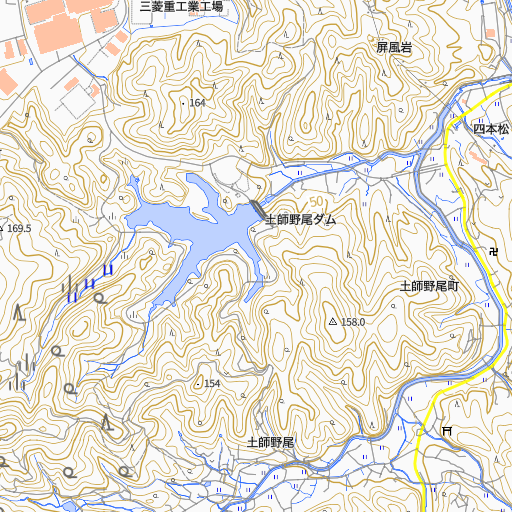 三菱重工業工場
屏風岩
164
四本松
土師野尾ダム
169.5
土師野尾町
158.0
154
土師野尾